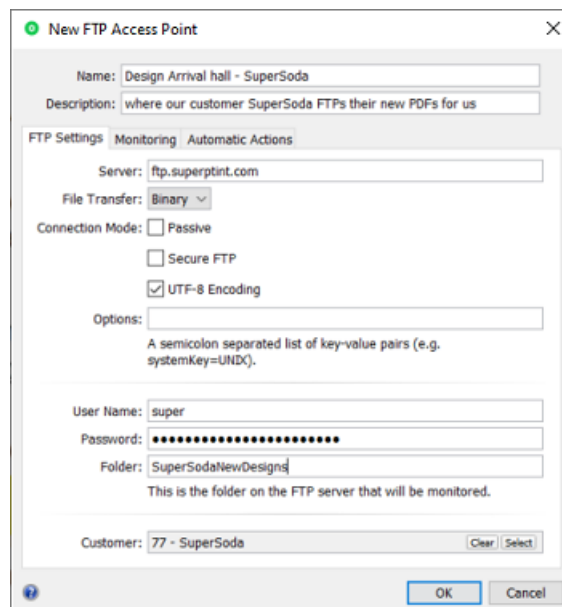 New FTP Access Point
Name: Design Arrival hall - SuperSoda
Description: where our customer SuperSoda FTPs their new PDFs for us
FTP Settings Monitoring Automatic Actions
Server: ftp.superptint.com
File Transfer: Binary
Connection Mode: Passive
Secure FTP
UTF-8 Encoding
Options:
A semicolon separated list of key-value pairs (e.g.
systemKey=UNIX).
User Name: super
Password: ••••••••••••••••••••••••
Folder: SuperSodaNewDesigns
This is the folder on the FTP server that will be monitored.
Customer: 77 - SuperSoda Clear Select
? OK Cancel